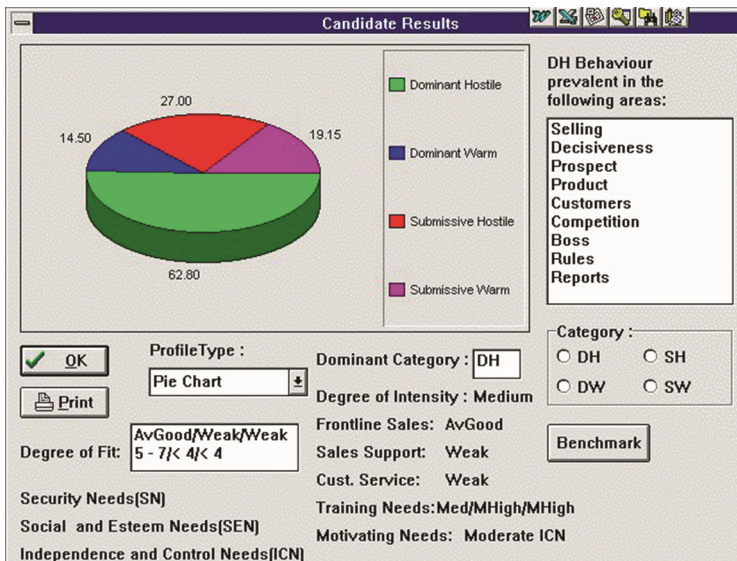 Candidate Results
27.00
14.50
19.15
62.80
Dominant Hostile
Dominant Warm
Submissive Hostile
Submissive Warm
DH Behaviour
prevalent in the
following areas:
Selling
Decisiveness
Prospect
Product
Customers
Competition
Boss
Rules
Reports
Category :
DH
SH
DW
SW
Benchmark
OK
Print
ProfileType :
Pie Chart
Degree of Fit:
AvGood/Weak/Weak
5 - 7/< 4/< 4
Security Needs(SN)
Social and Esteem Needs(SEN)
Independence and Control Needs(ICN)
Dominant Category : DH
Degree of Intensity : Medium
Frontline Sales: AvGood
Sales Support: Weak
Cust. Service: Weak
Training Needs:Med/MHigh/MHigh
Motivating Needs: Moderate ICN